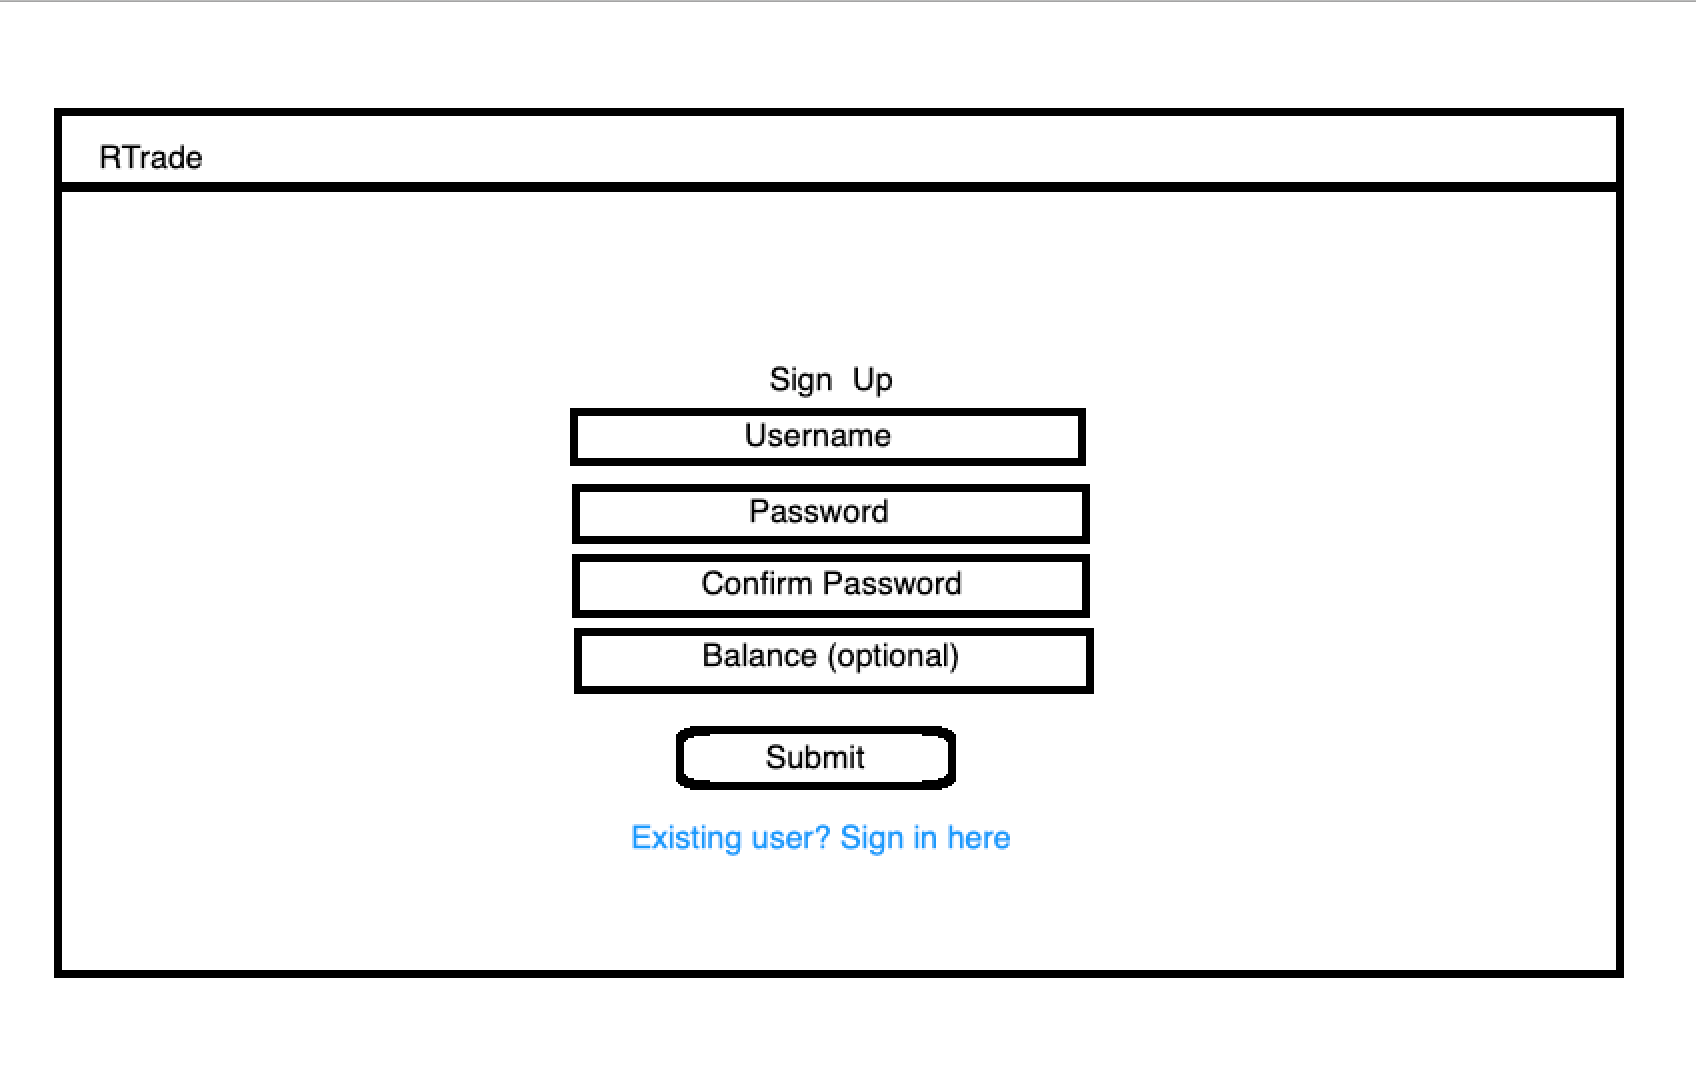 RTrade
Sign Up
Username
Password
Confirm Password
Balance (optional)
Submit
Existing user? Sign in here